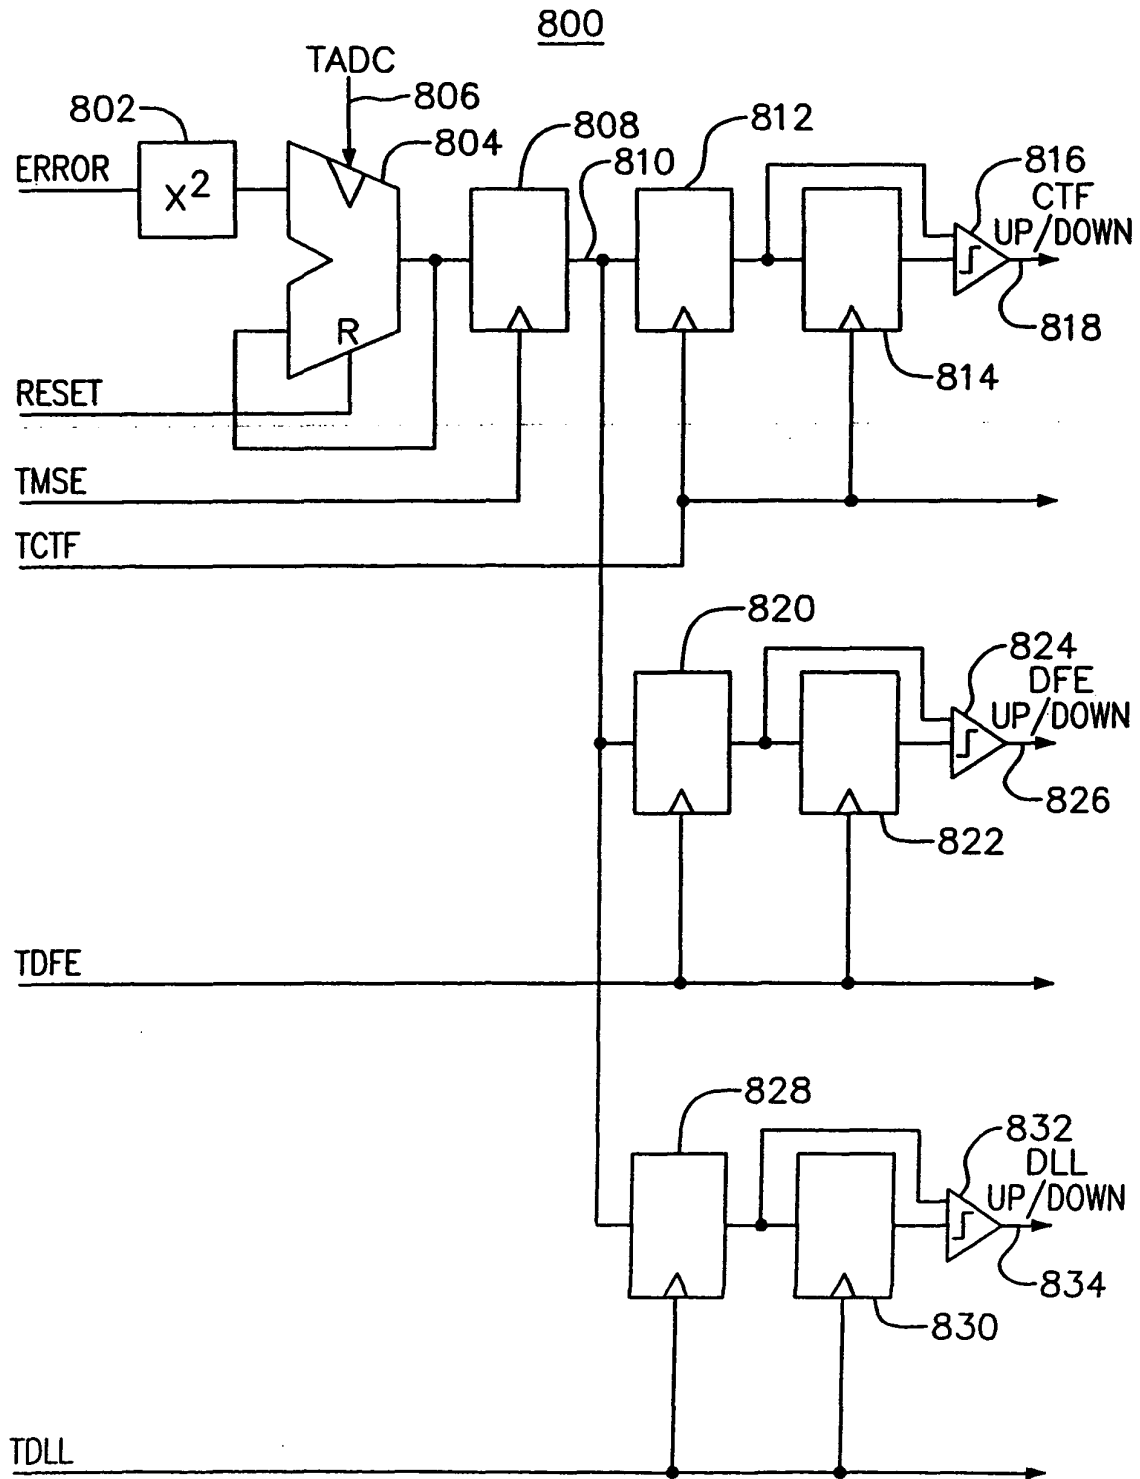 800
TADC
806
802
804
808
812
810
816
ERROR
X2
CTF
UP/DOWN
818
R
814
RESET
TMSE
TCTF
820
824
DFE
UP/DOWN
826
822
TDFE
828
832
DLL
UP/DOWN
834
830
TDLL